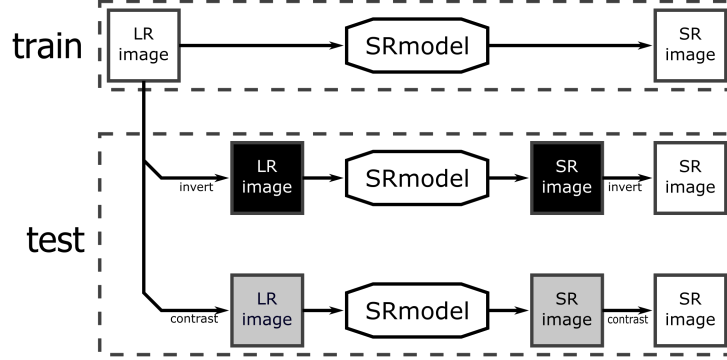 train
LR
image
SRmodel
SR
image
test
invert
LR
image
SRmodel
SR
image
invert
SR
image
contrast
LR
image
SRmodel
SR
image
contrast
SR
image